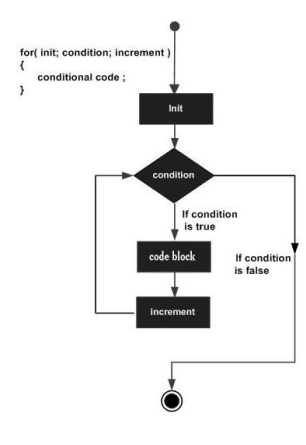 for( init; condition; increment )
{
conditional code ;
}
Init
condition
If condition
is true
code block
If condition
is false
increment